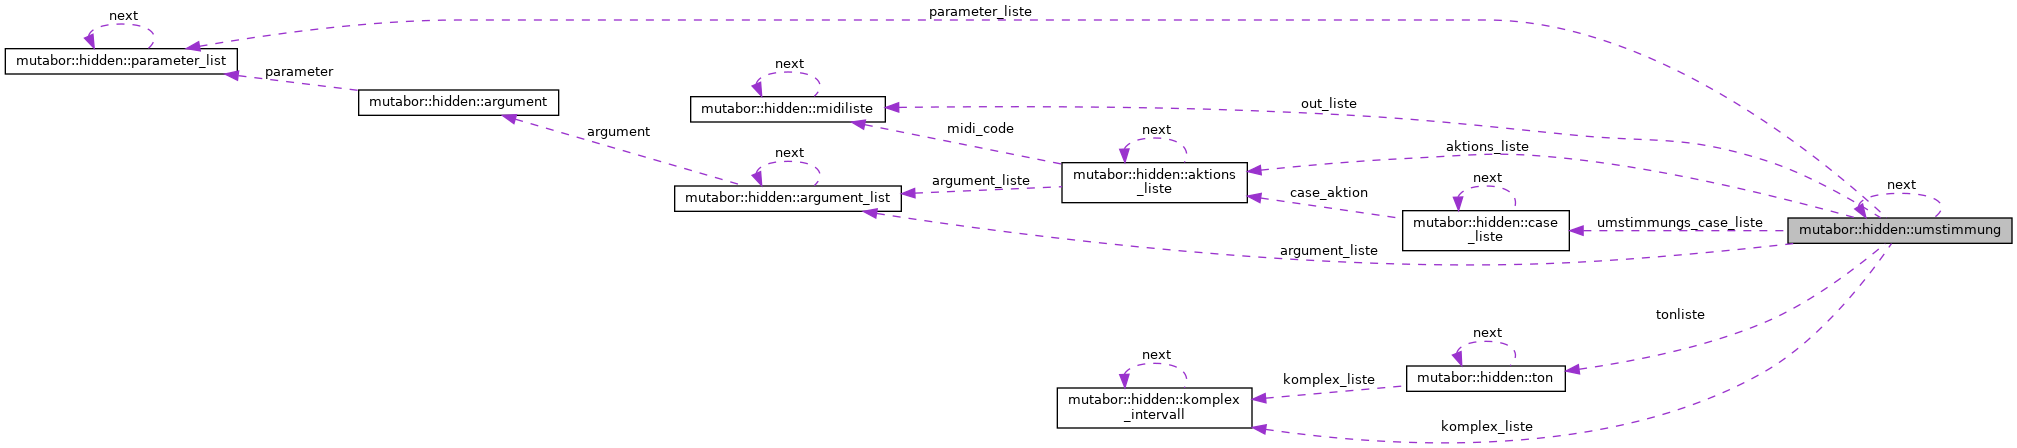 parameter_liste
next
mutabor::hidden::parameter_list
parameter
next
mutabor::hidden::argument
mutabor::hidden::midiliste
out_liste
argument
midi_code
next
aktions_liste
next
mutabor::hidden::aktions
_liste
argument_liste
next
case_aktion
next
mutabor::hidden::argument_list
mutabor::hidden::case
_liste
umstimmungs_case_liste
mutabor::hidden::umstimmung
argument_liste
tonliste
next
next
mutabor::hidden::ton
komplex_liste
mutabor::hidden::komplex
_intervall
komplex_liste